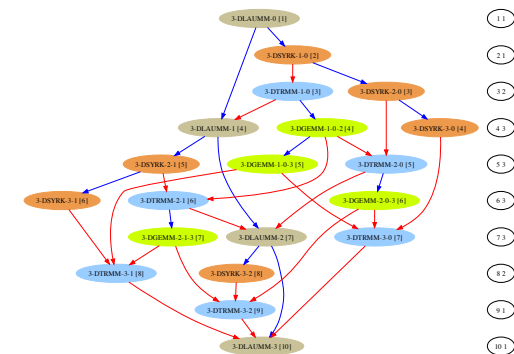 3-DLAUMM-0 [1] 1 1
3-DSYRK-1-0 [2] 2 1
3-DTRMM-1-0 [3] 3-DSYRK-2-0 [3] 3 2
3-DLAUMM-1 [4] 3-DGEMM-1-0-2 [4] 3-DSYRK-3-0 [4] 4 3
3-DSYRK-2-1 [5] 3-DGEMM-1-0-3 [5] 3-DTRMM-2-0 [5] 5 3
3-DSYRK-3-1 [6] 3-DTRMM-2-1 [6] 3-DGEMM-2-0-3 [6] 6 3
3-DGEMM-2-1-3 [7] 3-DLAUMM-2 [7] 3-DTRMM-3-0 [7] 7 3
3-DTRMM-3-1 [8] 3-DSYRK-3-2 [8] 8 2
3-DTRMM-3-2 [9] 9 1
3-DLAUMM-3 [10] 10 1